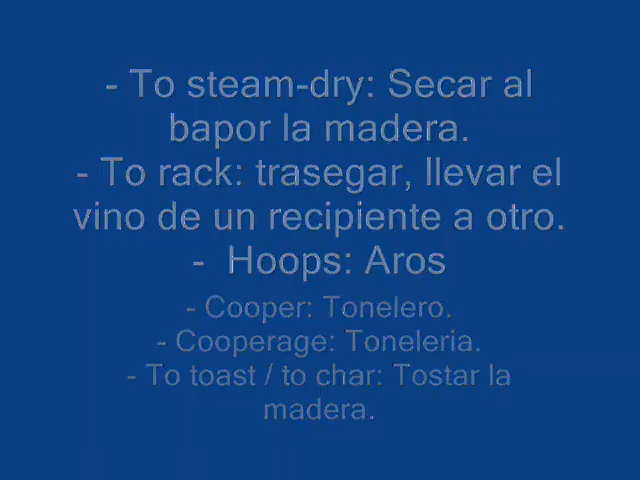 - To steam-dry: Secar al
bapor la madera.
- To rack: trasegar, llevar el
vino de un recipiente a otro.
- Hoops: Aros
- Cooper: Tonelero.
- Cooperage: Toneleria.
- To toast / to char: Tostar la
madera.